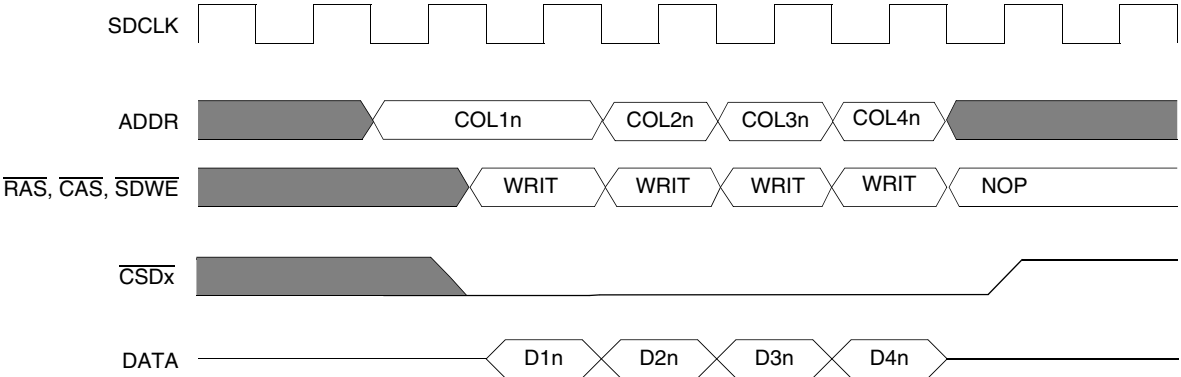 SDCLK
ADDR COL1n COL2n COL3n COL4n
RAS, CAS, SDWE WRIT WRIT WRIT WRIT NOP
CSDx
DATA D1n D2n D3n D4n